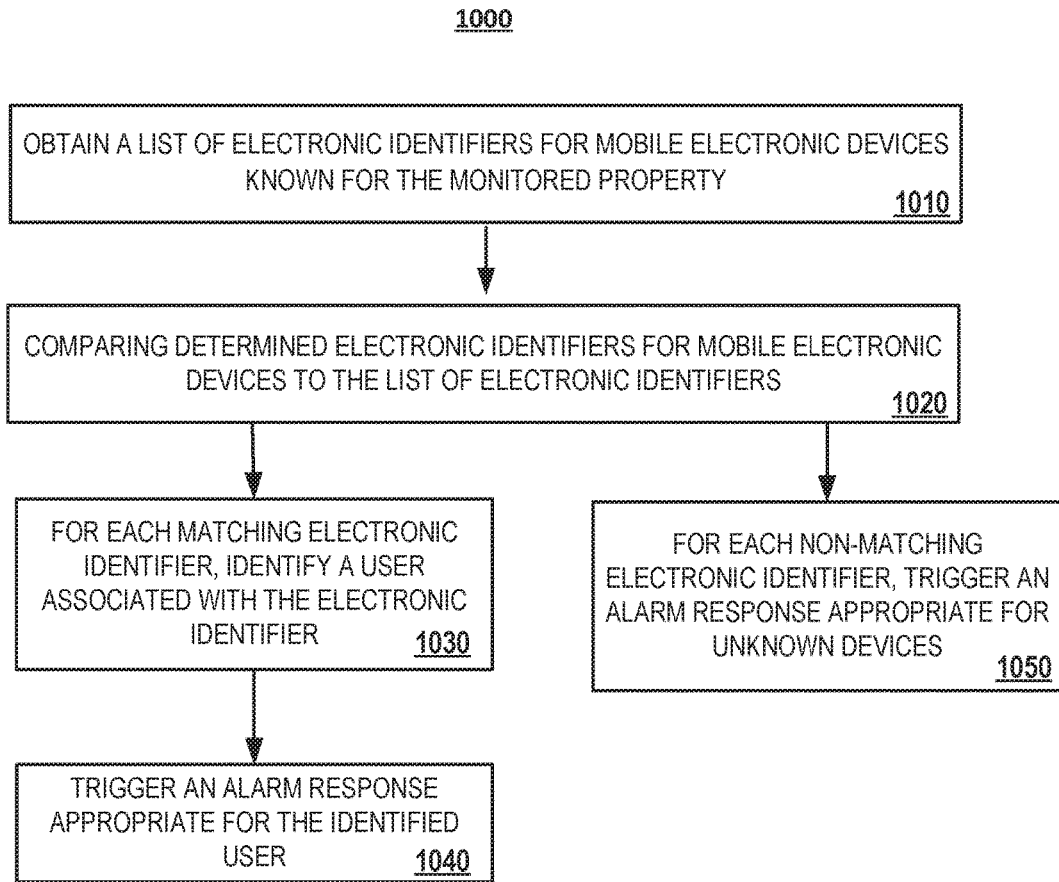 1000
OBTAIN A LIST OF ELECTRONIC IDENTIFIERS FOR MOBILE ELECTRONIC DEVICES
KNOWN FOR THE MONITORED PROPERTY
1010
COMPARING DETERMINED ELECTRONIC IDENTIFIERS FOR MOBILE ELECTRONIC
DEVICES TO THE LIST OF ELECTRONIC IDENTIFIERS
1020
FOR EACH MATCHING ELECTRONIC
IDENTIFIER, IDENTIFY A USER
ASSOCIATED WITH THE ELECTRONIC
IDENTIFIER
1030
FOR EACH NON-MATCHING
ELECTRONIC IDENTIFIER, TRIGGER AN
ALARM RESPONSE APPROPRIATE FOR
UNKNOWN DEVICES
1050
TRIGGER AN ALARM RESPONSE
APPROPRIATE FOR THE IDENTIFIED
USER
1040